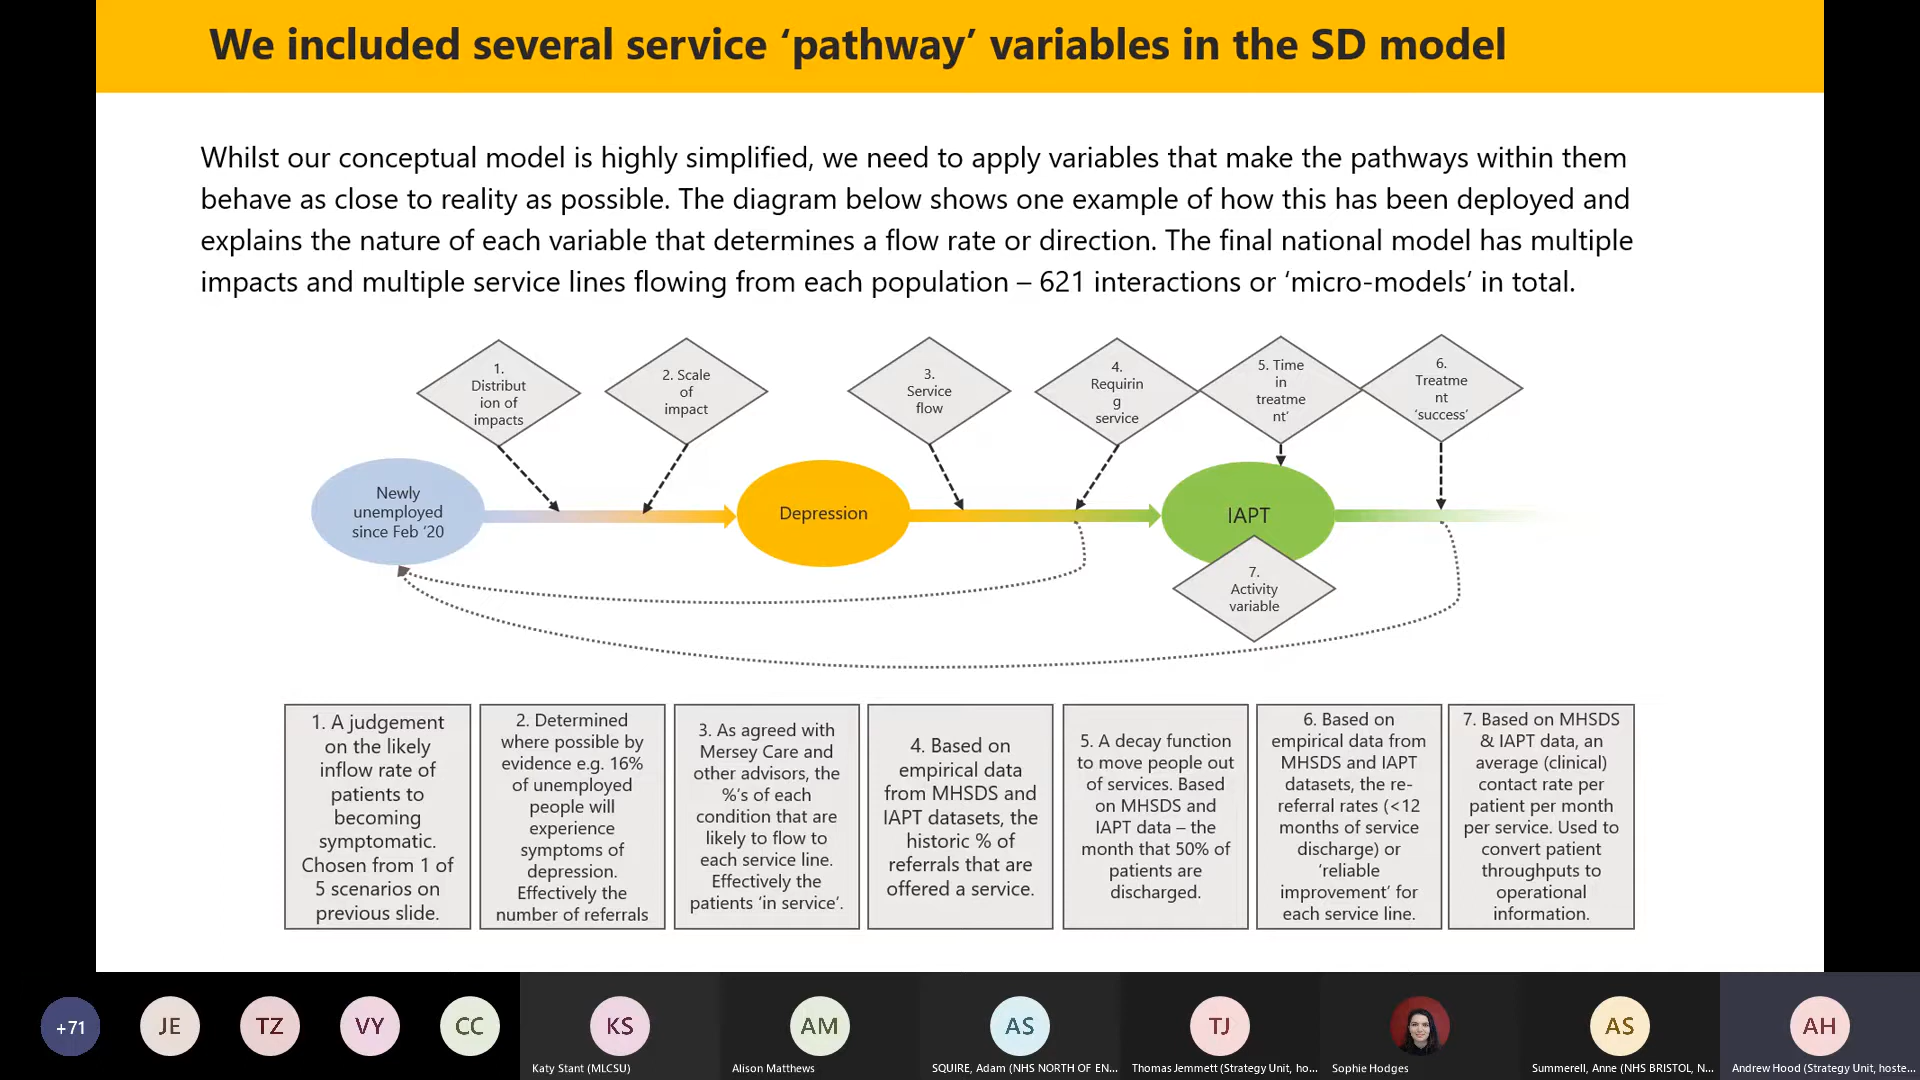 We included several service ‘pathway’ variables in the SD model
Whilst our conceptual model is highly simplified, we need to apply variables that make the pathways within them
behave as close to reality as possible. The diagram below shows one example of how this has been deployed and
explains the nature of each variable that determines a flow rate or direction. The final national model has multiple
impacts and multiple service lines flowing from each population – 621 interactions or ‘micro-models’ in total.
1.
Distribut
ion of
impacts
2. Scale
of
impact
3.
Service
flow
4.
Requirin
g
service
5. Time
in
treatme
nt’
6.
Treatme
nt
‘success’
Newly
unemployed
since Feb ‘20
Depression
IAPT
7.
Activity
variable
1. A judgement
on the likely
inflow rate of
patients to
becoming
symptomatic.
Chosen from 1 of
5 scenarios on
previous slide.
2. Determined
where possible by
evidence e.g. 16%
of unemployed
people will
experience
symptoms of
depression.
Effectively the
number of referrals
3. As agreed with
Mersey Care and
other advisors, the
%’s of each
condition that are
likely to flow to
each service line.
Effectively the
patients ‘in service’.
4. Based on
empirical data
from MHSDS and
IAPT datasets, the
historic % of
referrals that are
offered a service.
5. A decay function
to move people out
of services. Based
on MHSDS and
IAPT data – the
month that 50% of
patients are
discharged.
6. Based on
empirical data from
MHSDS and IAPT
datasets, the re-
referral rates (<12
months of service
discharge) or
‘reliable
improvement’ for
each service line.
7. Based on MHSDS
& IAPT data, an
average (clinical)
contact rate per
patient per month
per service. Used to
convert patient
throughputs to
operational
information.
+71
JE
TZ
VY
CC
KS
Katy Stant (MLCSU)
AM
Alison Matthews
AS
SQUIRE, Adam (NHS NORTH OF EN...
TJ
Thomas Jemmett (Strategy Unit, ho...
Sophie Hodges
AS
Summerell, Anne (NHS BRISTOL, N...
AH
Andrew Hood (Strategy Unit, hoste...